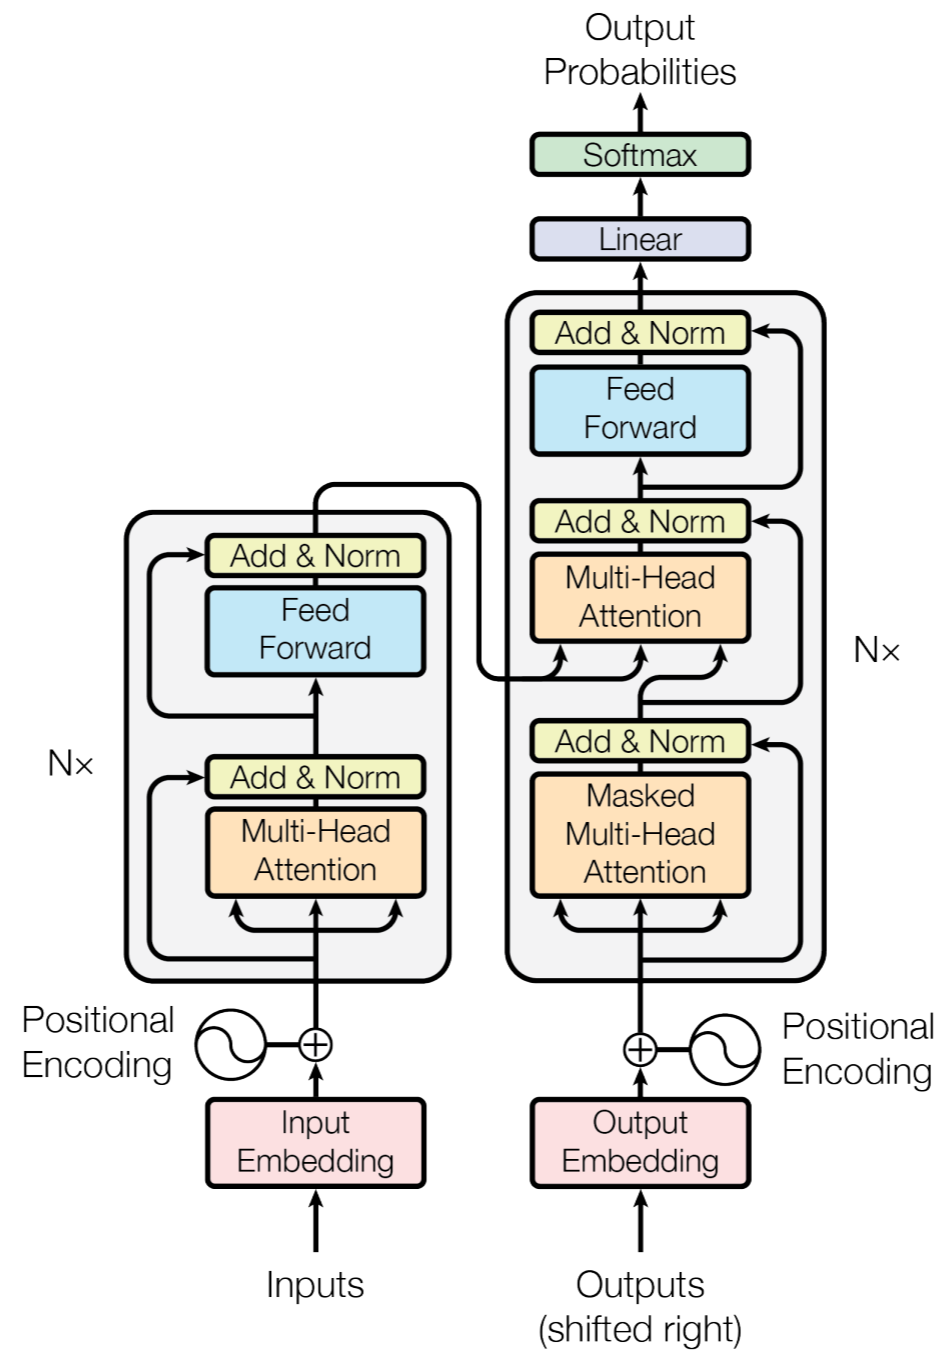 Output
Probabilities
Softmax
Linear
Add & Norm
Feed
Forward
Add & Norm
Multi-Head
Attention
Add & Norm
Masked
Multi-Head
Attention
N×
Add & Norm
Feed
Forward
Add & Norm
Multi-Head
Attention
N×
Positional
Encoding
Positional
Encoding
Input
Embedding
Output
Embedding
Inputs
Outputs
(shifted right)